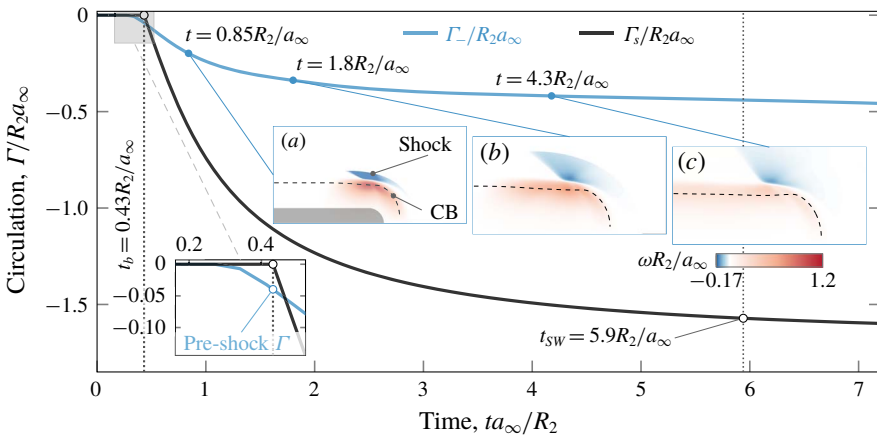 0
−0.5
−1.0
−1.5
Circulation, Γ/R₂a∞
t = 0.85R₂/a∞
t = 1.8R₂/a∞
t = 4.3R₂/a∞
Γ₋/R₂a∞
Γₛ/R₂a∞
t_b = 0.43R₂/a∞
(a)
Shock
CB
(b)
(c)
ωR₂/a∞
−0.17
1.2
0.2
0.4
0
−0.05
−0.10
Pre-shock Γ
t_SW = 5.9R₂/a∞
0 1 2 3 4 5 6 7
Time, ta∞/R₂